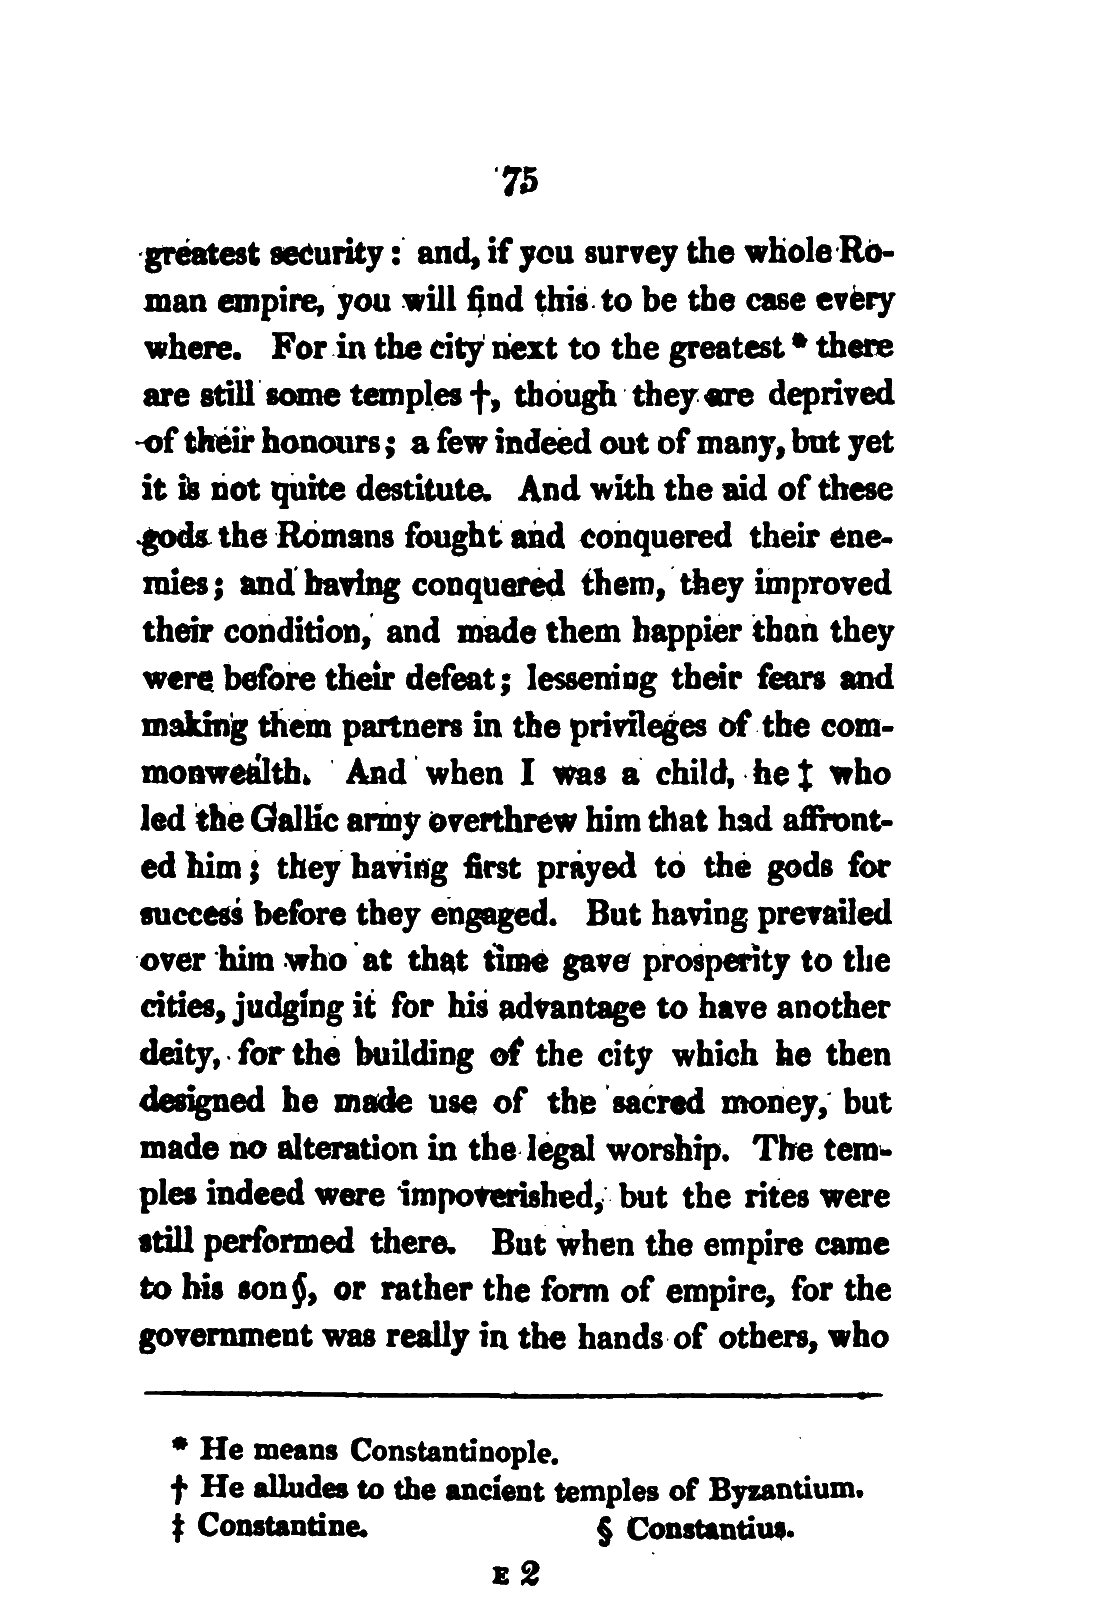 75
greatest security: and, if you survey the whole Ro-
man empire, you will find this to be the case every
where. For in the city next to the greatest * there
are still some temples †, though they are deprived
of their honours; a few indeed out of many, but yet
it is not quite destitute. And with the aid of these
gods the Romans fought and conquered their ene-
mies; and having conquered them, they improved
their condition, and made them happier than they
were before their defeat; lessening their fears and
making them partners in the privileges of the com-
monwealth. And when I was a child, he ‡ who
led the Gallic army overthrew him that had affront-
ed him; they having first prayed to the gods for
success before they engaged. But having prevailed
over him who at that time gave prosperity to the
cities, judging it for his advantage to have another
deity, for the building of the city which he then
designed he made use of the sacred money, but
made no alteration in the legal worship. The tem-
ples indeed were impoverished, but the rites were
still performed there. But when the empire came
to his son §, or rather the form of empire, for the
government was really in the hands of others, who
* He means Constantinople.
† He alludes to the ancient temples of Byzantium.
‡ Constantine. § Constantius.
E 2